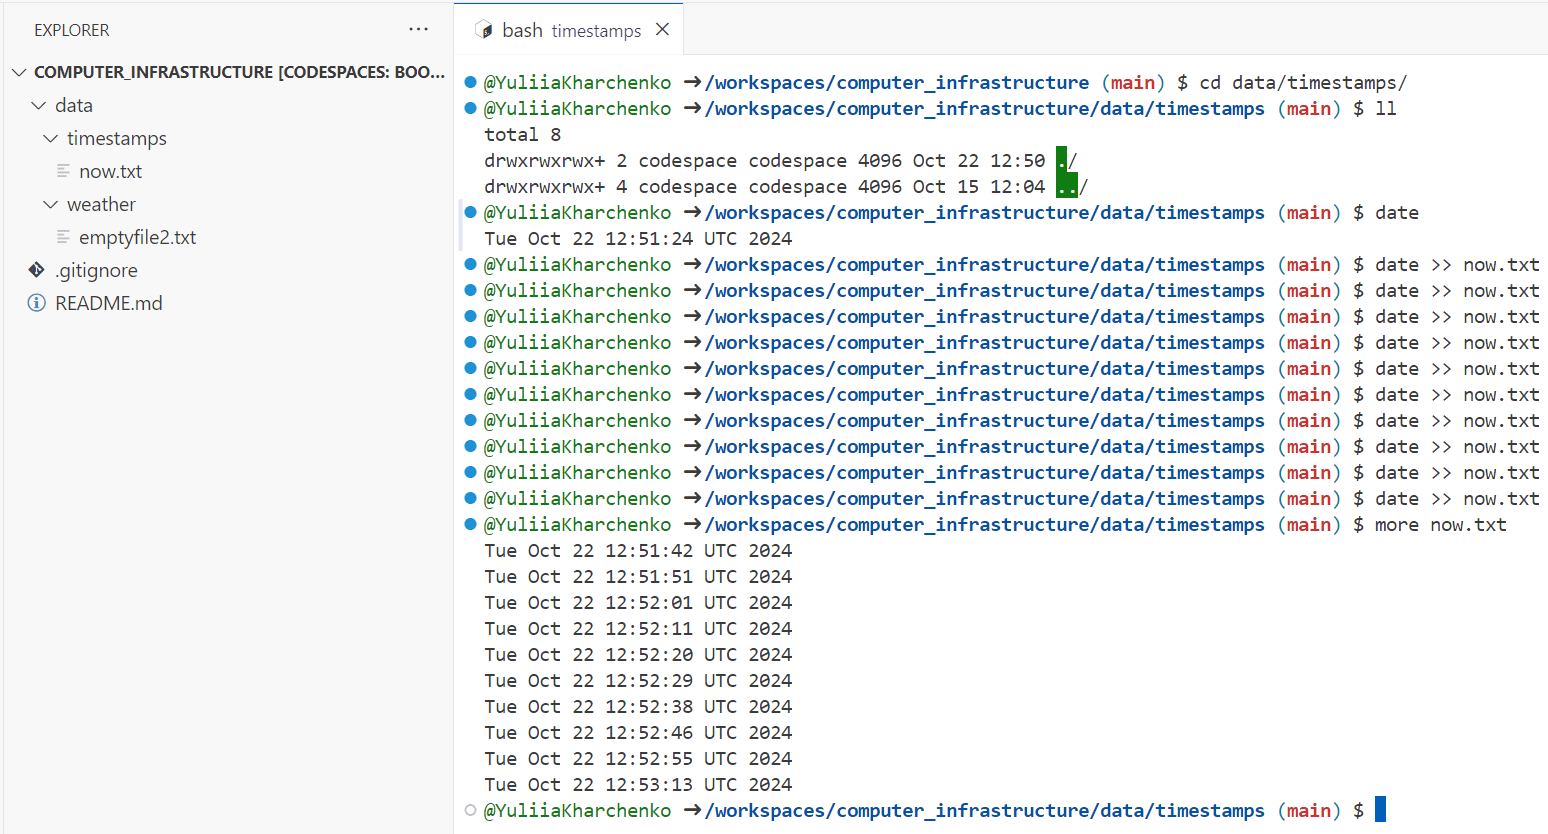 EXPLORER
COMPUTER_INFRASTRUCTURE [CODESPACES: BOO...
data
timestamps
now.txt
weather
emptyfile2.txt
.gitignore
README.md
bash timestamps
@YuliiaKharchenko →/workspaces/computer_infrastructure (main) $ cd data/timestamps/
@YuliiaKharchenko →/workspaces/computer_infrastructure/data/timestamps (main) $ ll
total 8
drwxrwxrwx+ 2 codespace codespace 4096 Oct 22 12:50 ./
drwxrwxrwx+ 4 codespace codespace 4096 Oct 15 12:04 ../
@YuliiaKharchenko →/workspaces/computer_infrastructure/data/timestamps (main) $ date
Tue Oct 22 12:51:24 UTC 2024
@YuliiaKharchenko →/workspaces/computer_infrastructure/data/timestamps (main) $ date >> now.txt
@YuliiaKharchenko →/workspaces/computer_infrastructure/data/timestamps (main) $ date >> now.txt
@YuliiaKharchenko →/workspaces/computer_infrastructure/data/timestamps (main) $ date >> now.txt
@YuliiaKharchenko →/workspaces/computer_infrastructure/data/timestamps (main) $ date >> now.txt
@YuliiaKharchenko →/workspaces/computer_infrastructure/data/timestamps (main) $ date >> now.txt
@YuliiaKharchenko →/workspaces/computer_infrastructure/data/timestamps (main) $ date >> now.txt
@YuliiaKharchenko →/workspaces/computer_infrastructure/data/timestamps (main) $ date >> now.txt
@YuliiaKharchenko →/workspaces/computer_infrastructure/data/timestamps (main) $ date >> now.txt
@YuliiaKharchenko →/workspaces/computer_infrastructure/data/timestamps (main) $ date >> now.txt
@YuliiaKharchenko →/workspaces/computer_infrastructure/data/timestamps (main) $ date >> now.txt
@YuliiaKharchenko →/workspaces/computer_infrastructure/data/timestamps (main) $ more now.txt
Tue Oct 22 12:51:42 UTC 2024
Tue Oct 22 12:51:51 UTC 2024
Tue Oct 22 12:52:01 UTC 2024
Tue Oct 22 12:52:11 UTC 2024
Tue Oct 22 12:52:20 UTC 2024
Tue Oct 22 12:52:29 UTC 2024
Tue Oct 22 12:52:38 UTC 2024
Tue Oct 22 12:52:46 UTC 2024
Tue Oct 22 12:52:55 UTC 2024
Tue Oct 22 12:53:13 UTC 2024
@YuliiaKharchenko →/workspaces/computer_infrastructure/data/timestamps (main) $